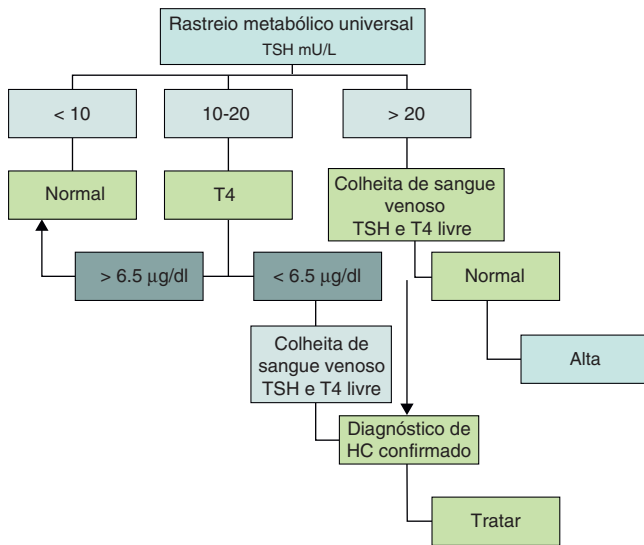 Rastreio metabólico universal
TSH mU/L
< 10
10-20
> 20
Normal
T4
Colheita de sangue
venoso
TSH e T4 livre
> 6.5 μg/dl
< 6.5 μg/dl
Normal
Colheita de
sangue venoso
TSH e T4 livre
Alta
Diagnóstico de
HC confirmado
Tratar